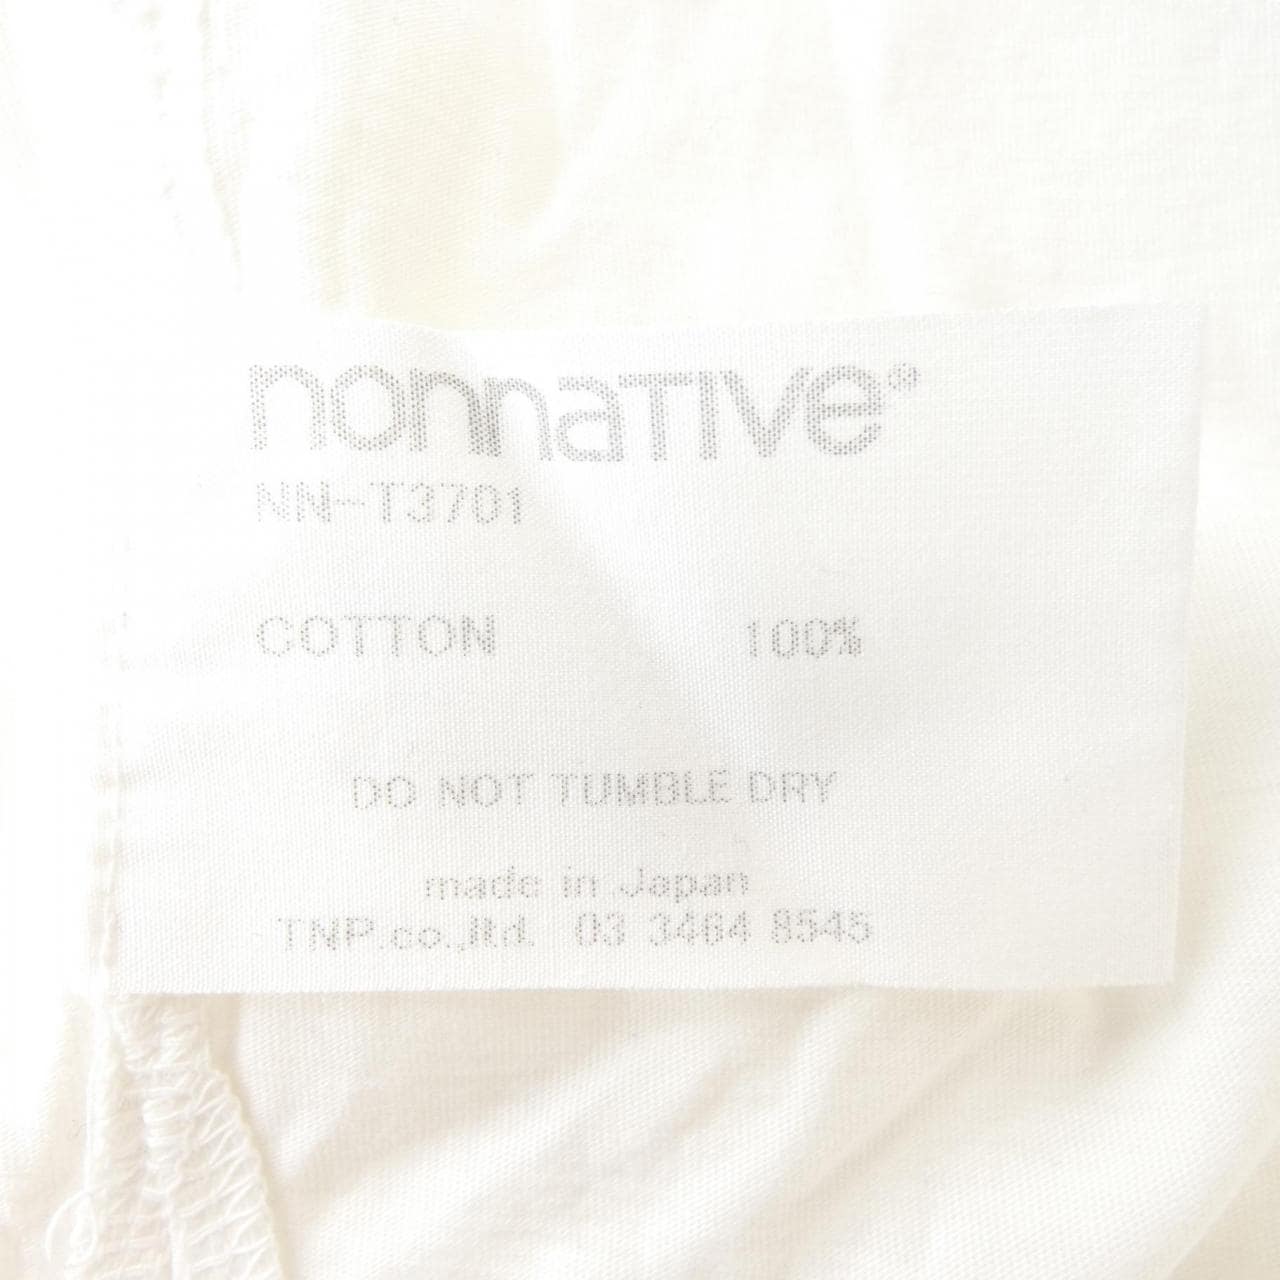 nonnative®
NN-T3701
COTTON 100%
DO NOT TUMBLE DRY
made in Japan
TNP.co.,ltd. 03 3464 8545